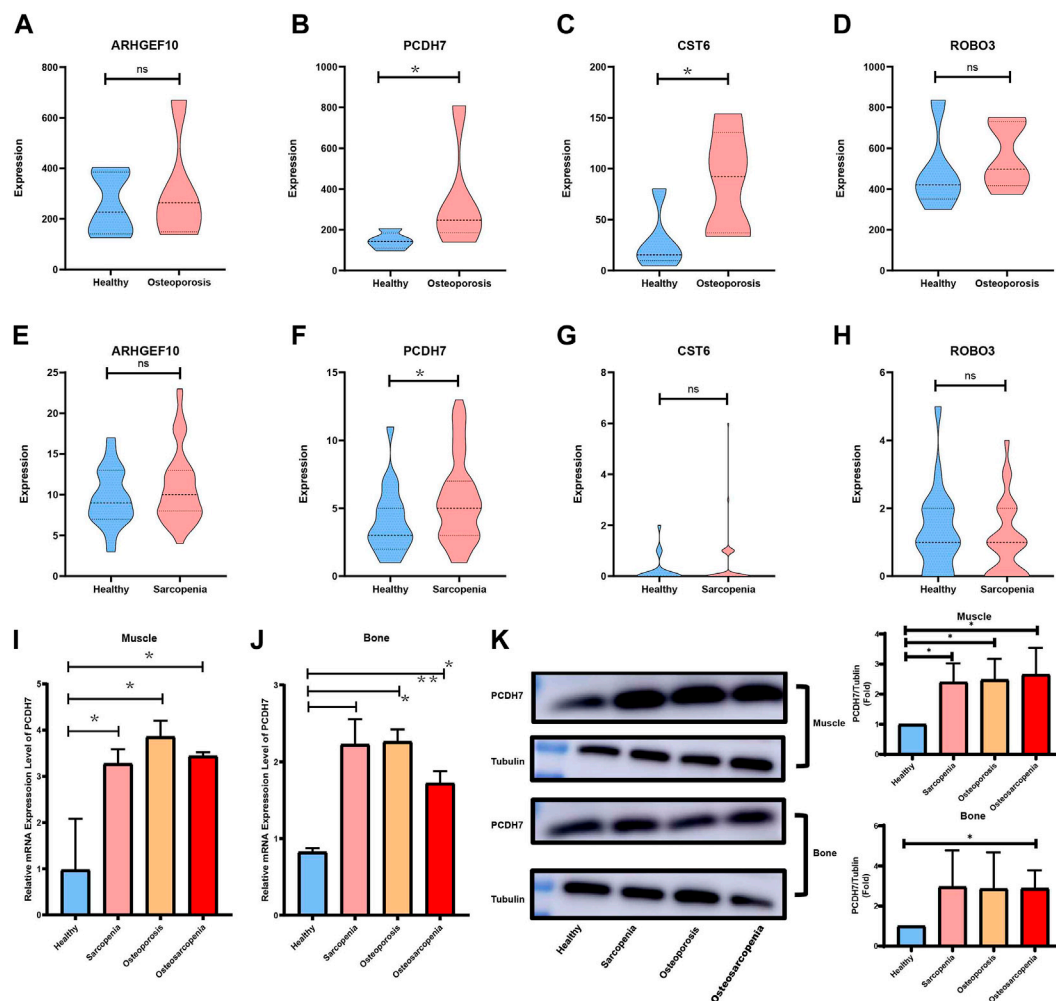 A
ARHGEF10
ns
800
600
400
200
0
Expression
Healthy
Osteoporosis
B
PCDH7
*
1000
800
600
400
200
0
Expression
Healthy
Osteoporosis
C
CST6
*
200
150
100
50
0
Expression
Healthy
Osteoporosis
D
ROBO3
ns
1000
800
600
400
200
0
Expression
Healthy
Osteoporosis
E
ARHGEF10
ns
25
20
15
10
5
0
Expression
Healthy
Sarcopenia
F
PCDH7
*
15
10
5
0
Expression
Healthy
Sarcopenia
G
CST6
ns
8
6
4
2
0
Expression
Healthy
Sarcopenia
H
ROBO3
ns
6
4
2
0
Expression
Healthy
Sarcopenia
I
Muscle
*
*
*
5
4
3
2
1
0
Relative mRNA Expressoion Level of PCDH7
Healthy
Sarcopenia
Osteoporosis
Osteosarcopenia
J
Bone
*
**
*
3
2
1
0
Relative mRNA Expressoion Level of PCDH7
Healthy
Sarcopenia
Osteoporosis
Osteosarcopenia
K
PCDH7
Tubulin
Muscle
PCDH7
Tubulin
Bone
Healthy
Sarcopenia
Osteoporosis
Osteosarcopenia
Muscle
*
*
*
4
3
2
1
0
PCDH7/Tublin
(Fold)
Healthy
Sarcopenia
Osteoporosis
Osteosarcopenia
Bone
*
6
4
2
0
PCDH7/Tublin
(Fold)
Healthy
Sarcopenia
Osteoporosis
Osteosarcopenia